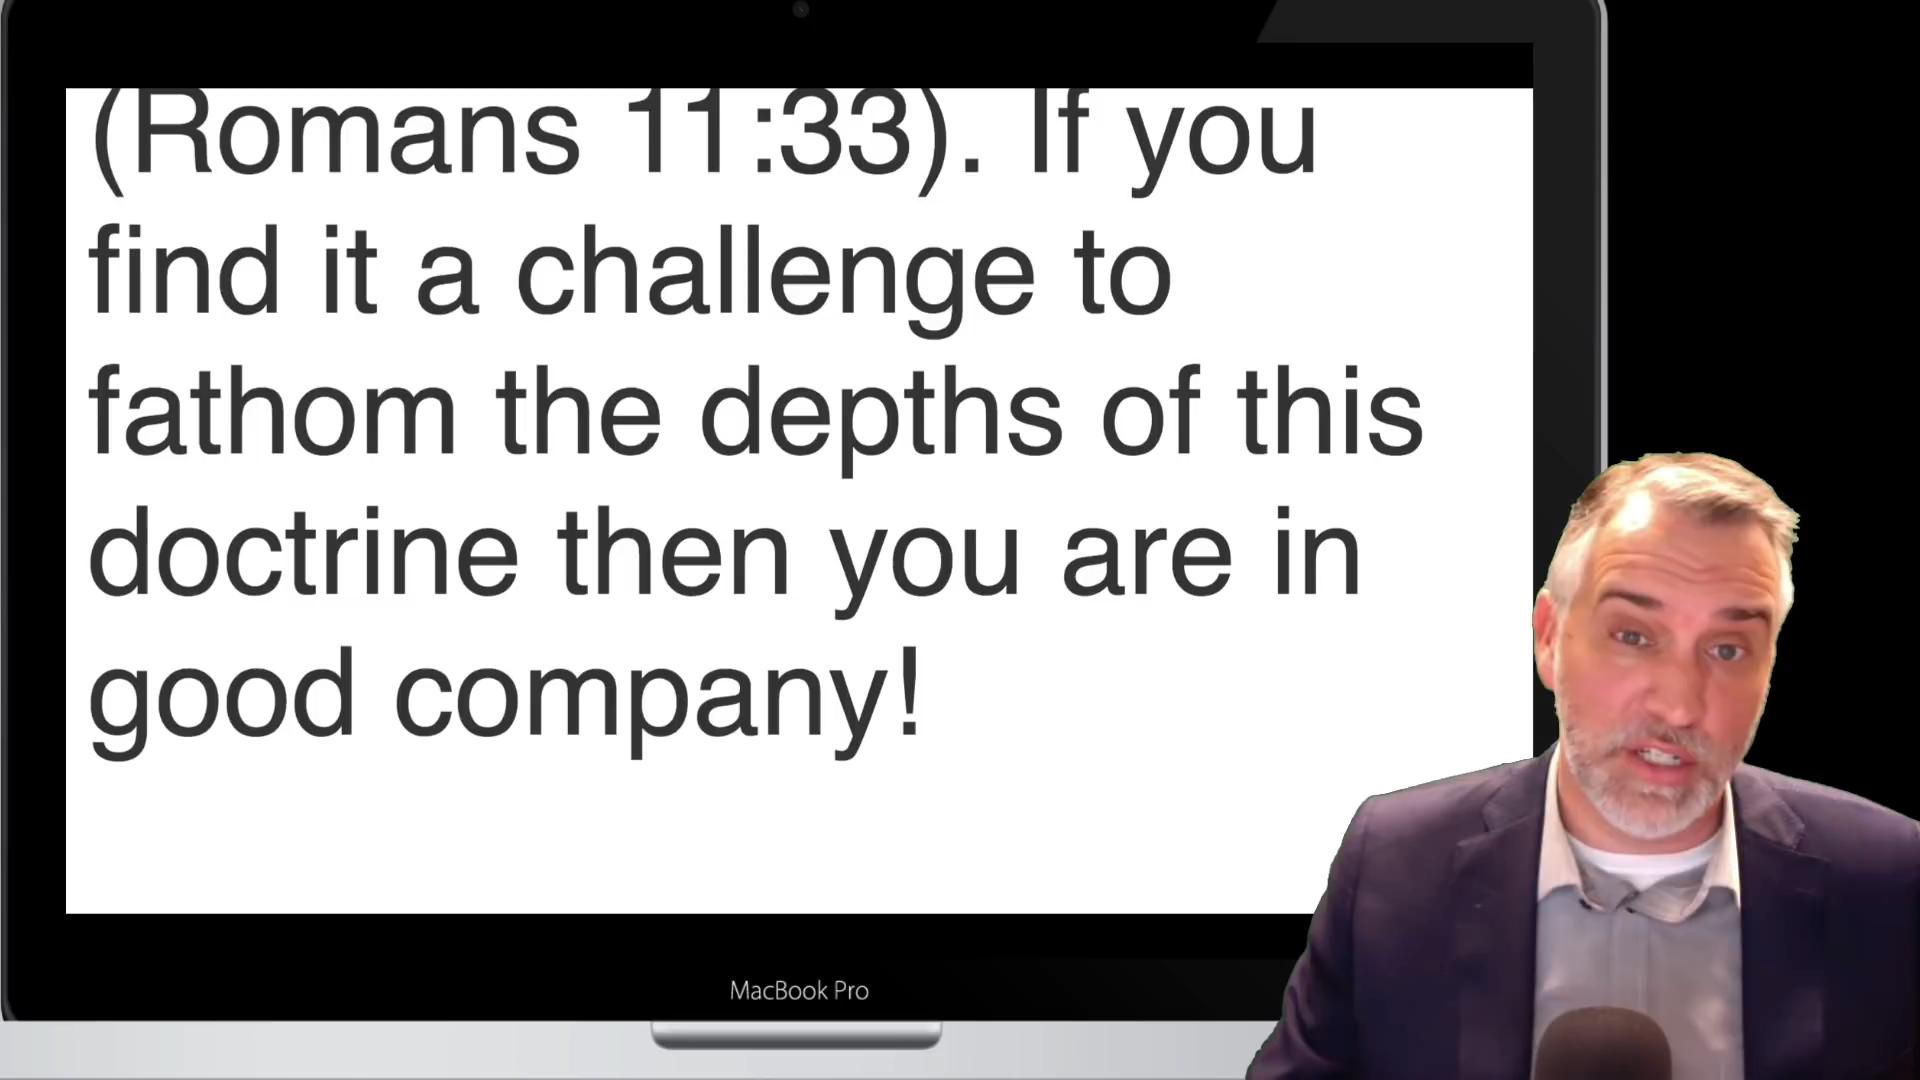 (Romans 11:33). If you
find it a challenge to
fathom the depths of this
doctrine then you are in
good company!
MacBook Pro